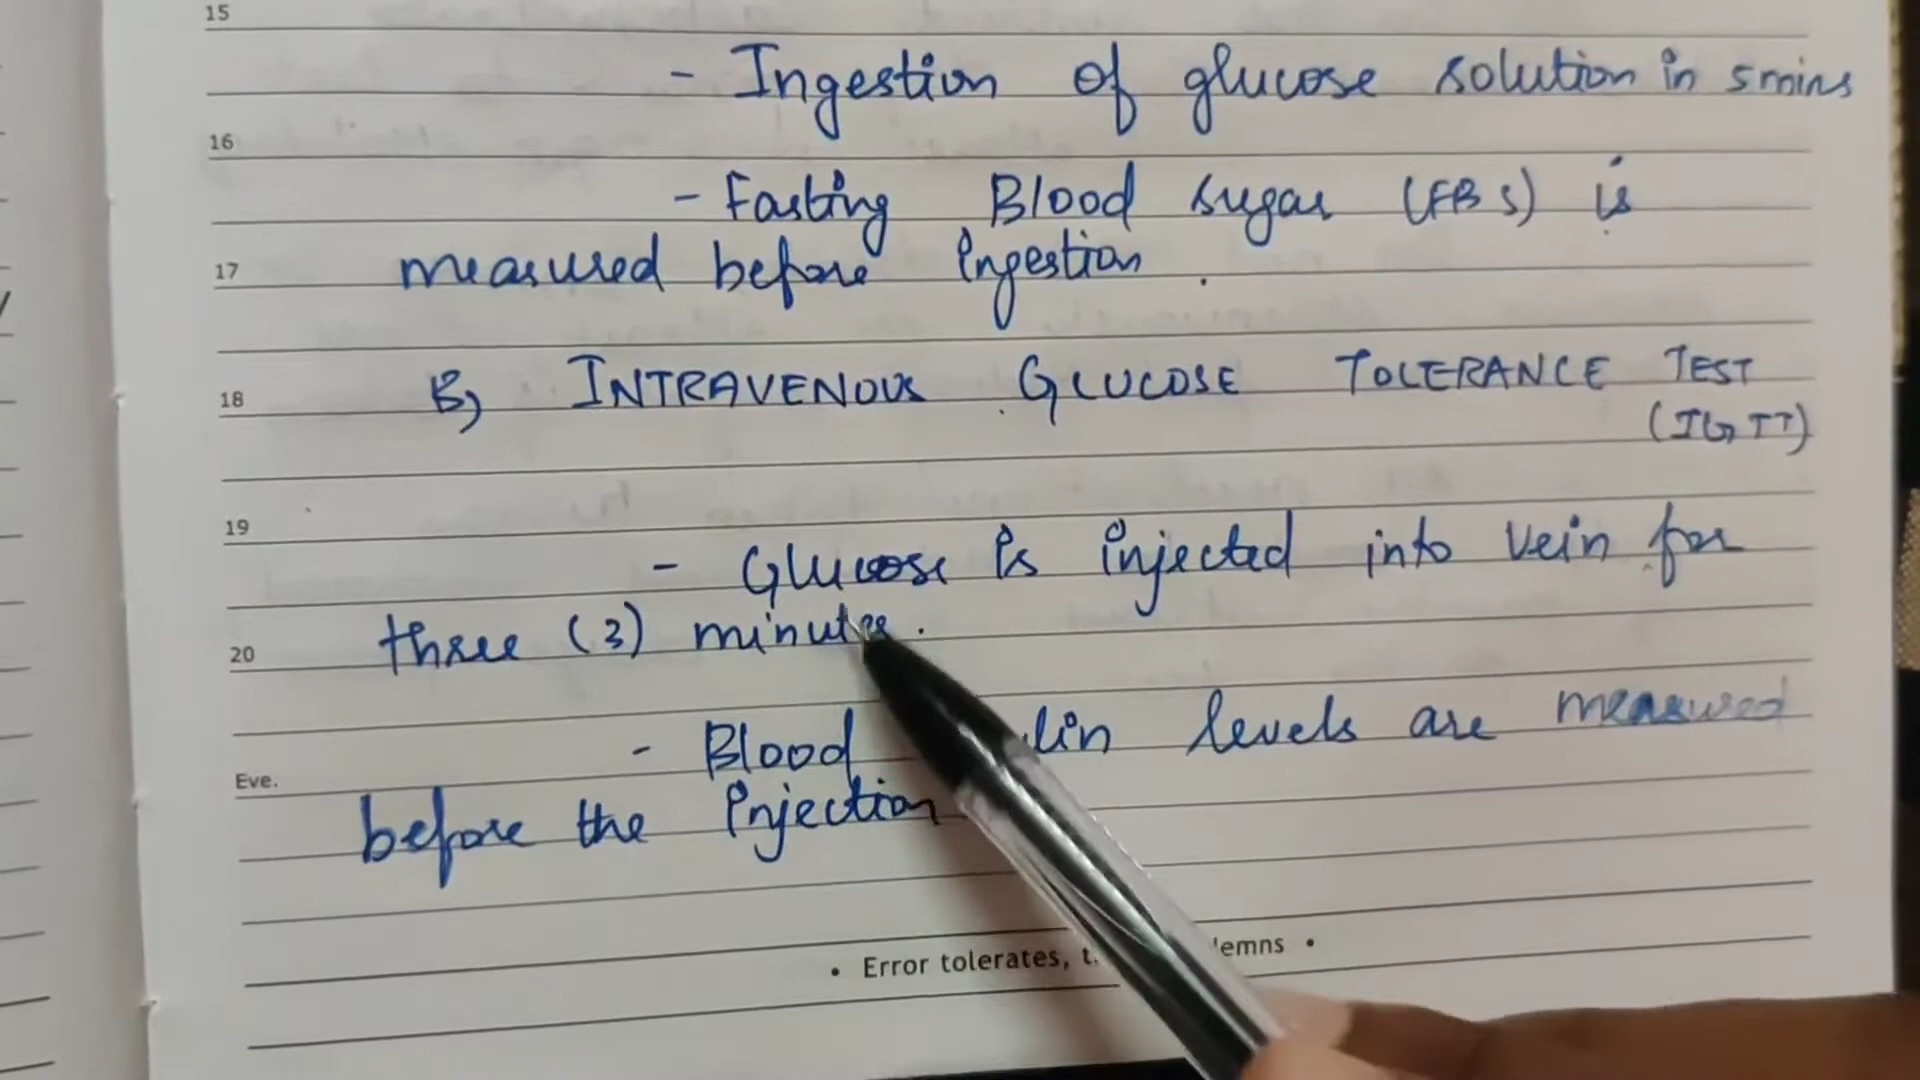 15
- Ingestion of glucose solution in 5 mins
16
- Fasting Blood sugar (FBS) is
17 measured before ingestion.
18 B) INTRAVENOUS GLUCOSE TOLERANCE TEST
(IGTT)
19
- Glucose is injected into vein for
20 three (3) minutes.
- Blood levels are measured
Eve.
before the injection
• Error tolerates,